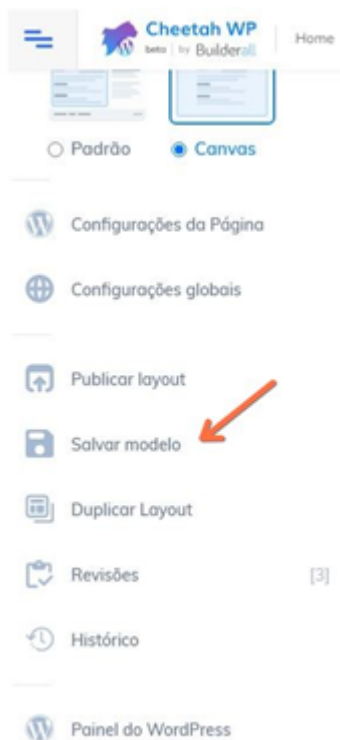 Cheetah WP
beta | by Builderall
Home
Padrão
Canvas
Configurações da Página
Configurações globais
Publicar layout
Salvar modelo
Duplicar Layout
Revisões [3]
Histórico
Painel do WordPress